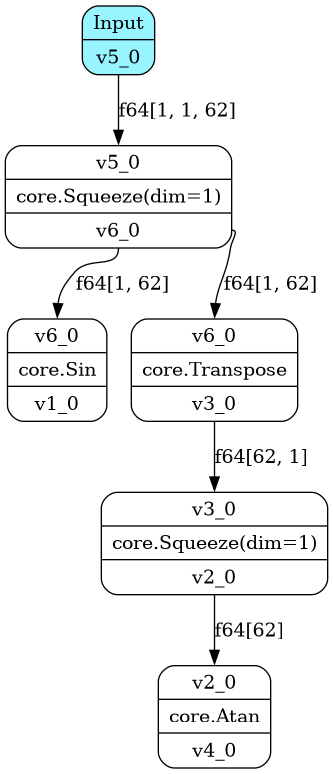 Input
v5_0
f64[1, 1, 62]
v5_0
core.Squeeze(dim=1)
v6_0
f64[1, 62]
f64[1, 62]
v6_0
core.Sin
v1_0
v6_0
core.Transpose
v3_0
f64[62, 1]
v3_0
core.Squeeze(dim=1)
v2_0
f64[62]
v2_0
core.Atan
v4_0